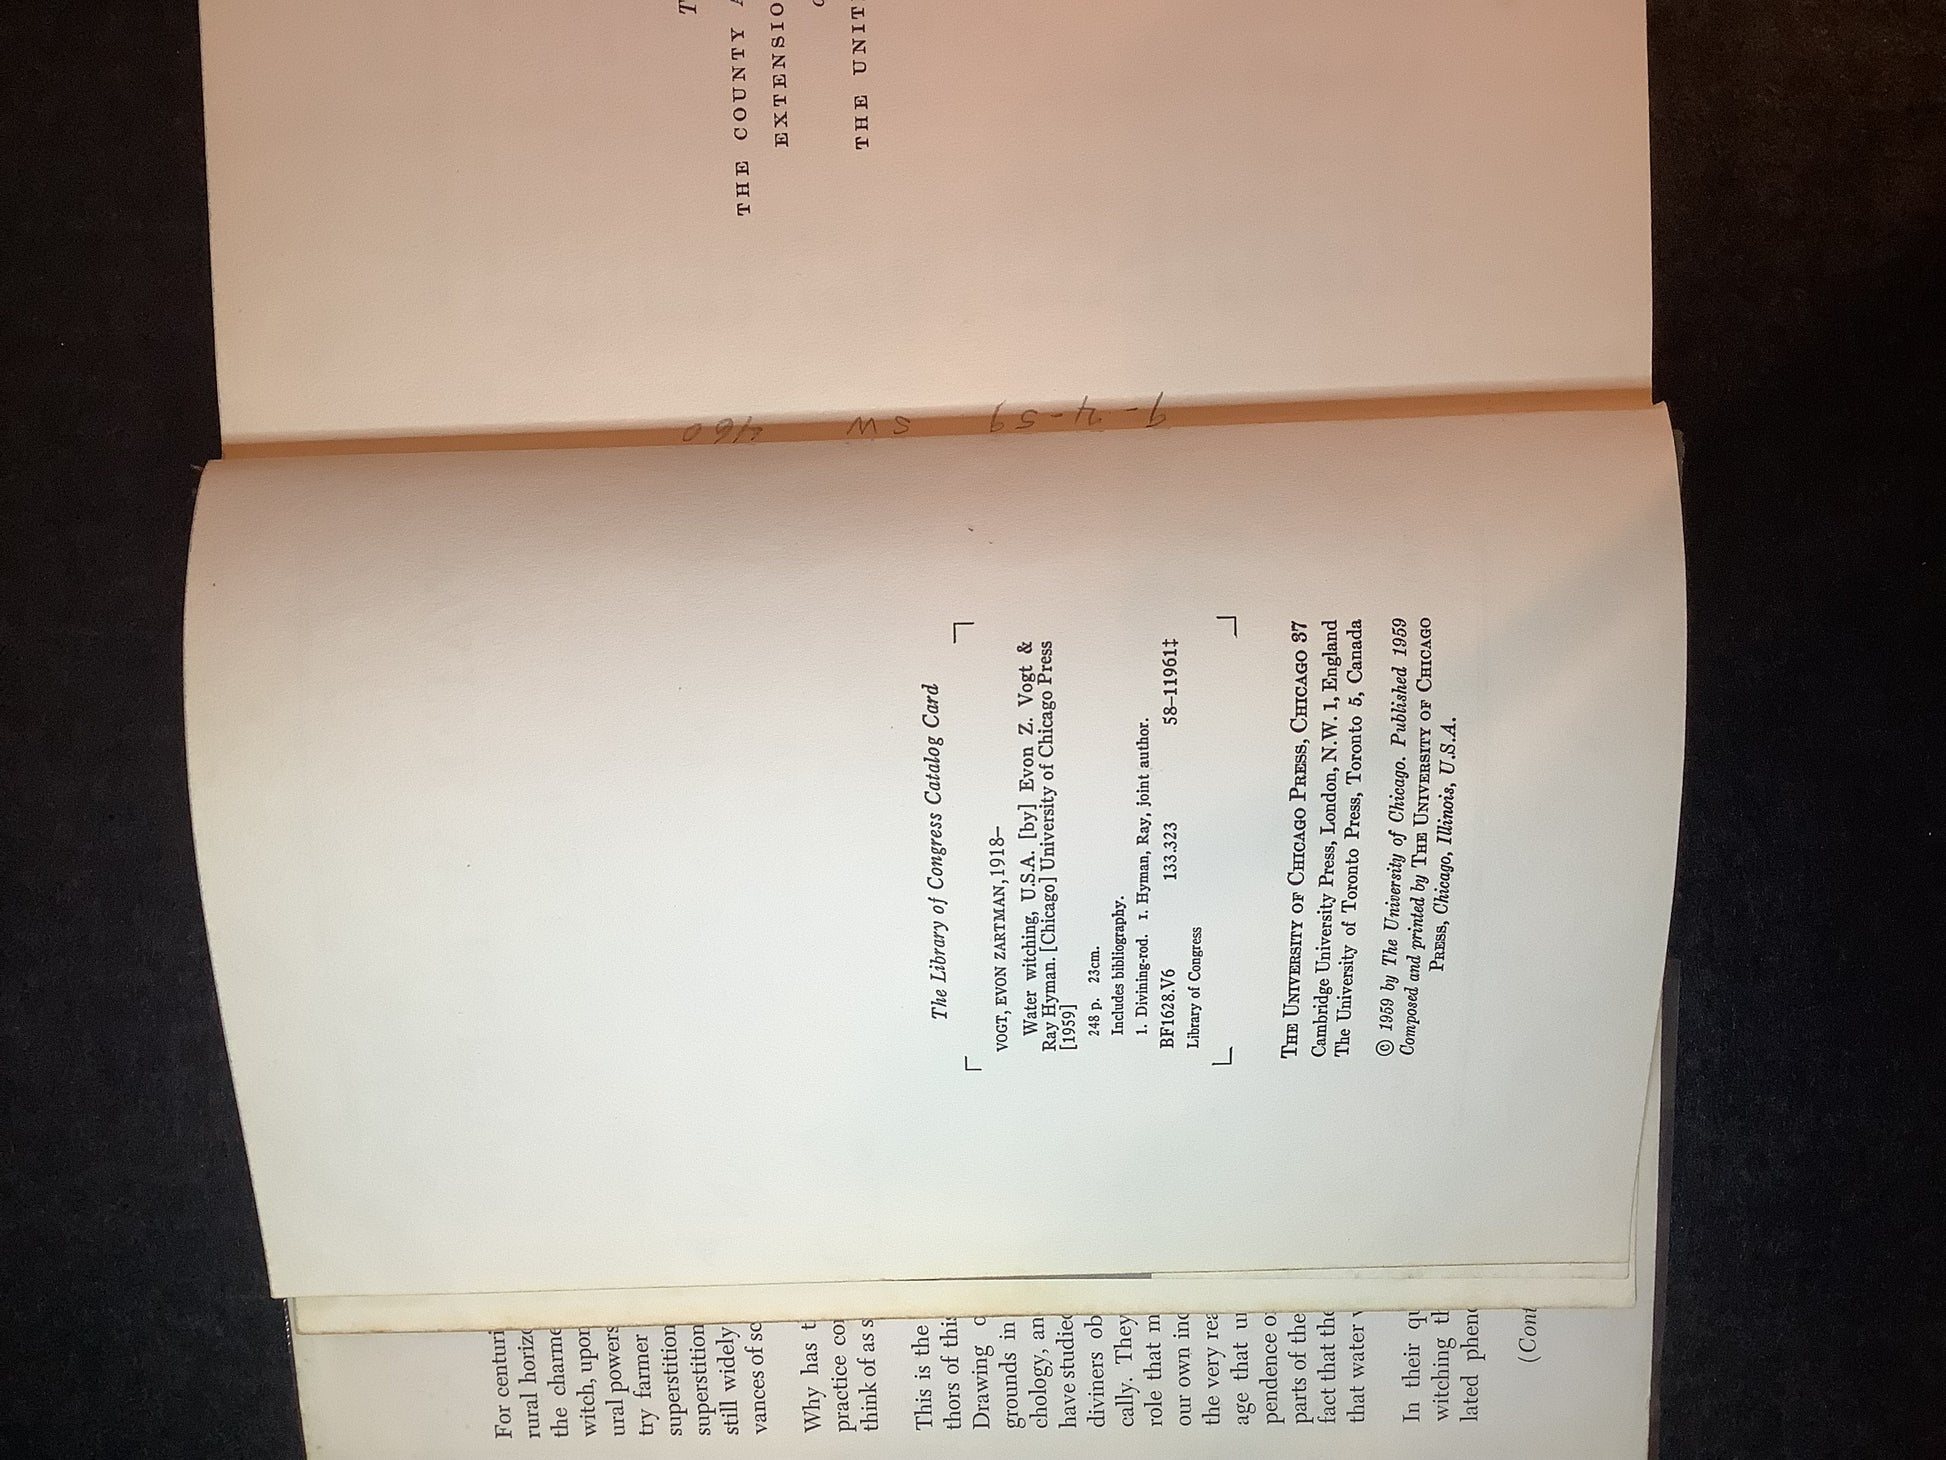 For centuri
rural horiz
the charm
witch, upon
ural powers
try farmer
superstition
superstition
still widely
vances of sc
Why has t
practice co
think of as s
This is the
thors of thi
Drawing
grounds in
chology, an
have studied
diviners ob
cally. They
role that m
our own in
the very rea
age that u
pendence o
parts of the
fact that the
that water
In their qu
witching th
lated phen
(Cont
The Library of Congress Catalog Card
VOGT, EVON ZARTMAN, 1918–
Water witching, U.S.A. [by] Evon Z. Vogt &
Ray Hyman. [Chicago] University of Chicago Press
[1959]
248 p. 23cm.
Includes bibliography.
1. Divining-rod. I. Hyman, Ray, joint author.
BF1628.V6 133.323 58–11961‡
Library of Congress
THE UNIVERSITY OF CHICAGO PRESS, CHICAGO 37
Cambridge University Press, London, N.W. 1, England
The University of Toronto Press, Toronto 5, Canada
© 1959 by The University of Chicago. Published 1959
Composed and printed by THE UNIVERSITY OF CHICAGO
PRESS, Chicago, Illinois, U.S.A.
9-4-59 SW 460
T
THE COUNTY A
EXTENSIO
THE UNIT